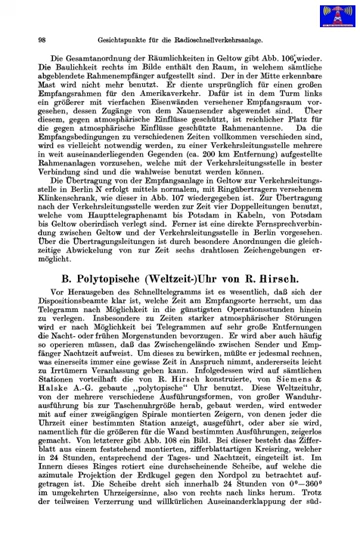 98 Gesichtspunkte für die Radioschnellverkehrsanlage.
Die Gesamtanordnung der Räumlichkeiten in Geltow gibt Abb. 106 wieder.
Die Baulichkeit rechts im Bilde enthält den Raum, in welchem sämtliche
abgeblendete Rahmenempfänger aufgestellt sind. Der in der Mitte erkennbare
Mast wird nicht mehr benutzt. Er diente ursprünglich für einen großen
Empfangsrahmen für den Amerikaverkehr. Dafür ist in dem Turm links
ein größerer mit vierfachen Eisenwänden versehener Empfangsraum vor-
gesehen, dessen Zugänge von dem Nauensender abgewendet sind. Über
diesem, gegen atmosphärische Einflüsse geschützt, ist reichlicher Platz für
die gegen atmosphärische Einflüsse geschützte Rahmenantenne. Da die
Empfangsbedingungen zu verschiedenen Zeiten vollkommen verschieden sind,
wird es vielleicht notwendig werden, zu einer Verkehrsleitungsstelle mehrere
in weit auseinanderliegenden Gegenden (ca. 200 km Entfernung) aufgestellte
Rahmenanlagen vorzusehen, welche mit der Verkehrsleitungsstelle in bester
Verbindung sind und die wahlweise benutzt werden können.
Die Übertragung von der Empfangsanlage in Geltow zur Verkehrsleitungs-
stelle in Berlin N erfolgt mittels normalem, mit Ringübertragern versehenem
Klinkenschrank, wie dieser in Abb. 107 wiedergegeben ist. Zur Übertragung
nach der Verkehrsleitungsstelle werden zur Zeit vier Doppelleitungen benutzt,
welche vom Haupttelegraphenamt bis Potsdam in Kabeln, von Potsdam
bis Geltow oberirdisch verlegt sind. Ferner ist eine direkte Fernsprechverbin-
dung zwischen Geltow und der Verkehrsleitungsstelle in Berlin vorgesehen.
Über die Übertragungsleitungen ist durch besondere Anordnungen die gleich-
zeitige Abwickelung von zur Zeit sechs drahtlosen Zeichengebungen er-
möglicht.
B. Polytopische (Weltzeit-)Uhr von R. Hirsch.
Vor Herausgeben des Schnelltelegramms ist es wesentlich, daß sich der
Dispositionsbeamte klar ist, welche Zeit am Empfangsorte herrscht, um das
Telegramm nach Möglichkeit in die günstigsten Operationsstunden hinein
zu verlegen. Insbesondere zu Zeiten starker atmosphärischer Störungen
wird er nach Möglichkeit bei Telegrammen auf sehr große Entfernungen
die Nacht- oder frühen Morgenstunden bevorzugen. Er wird aber auch häufig
so operieren müssen, daß das Zwischengelände zwischen Sender und Emp-
fänger Nachtzeit aufweist. Um dieses zu bewirken, müßte er jedesmal rechnen,
was einerseits immer eine gewisse Zeit in Anspruch nimmt, andererseits leicht
zu Irrtümern Veranlassung geben kann. Infolgedessen wird auf sämtlichen
Stationen vorteilhaft die von R. Hirsch konstruierte, von Siemens &
Halske A.-G. gebaute „polytopische“ Uhr benutzt. Diese Weltzeituhr,
von der mehrere verschiedene Ausführungsformen, von großer Wanduhr-
ausführung bis zur Taschenuhrgröße herab, gebaut werden, wird entweder
mit auf einer zweigängigen Spirale montierten Zeigern, von denen jeder die
Uhrzeit einer bestimmten Station anzeigt, ausgeführt, oder aber sie wird,
namentlich für die größeren für die Wand bestimmten Ausführungen, zeigerlos
gemacht. Von letzterer gibt Abb. 108 ein Bild. Bei dieser besteht das Ziffer-
blatt aus einem feststehend montierten, zifferblattartigen Kreisring, welcher
in 24 Stunden, entsprechend der Tages- und Nachtzeit, eingeteilt ist. Im
Innern dieses Ringes rotiert eine durchscheinende Scheibe, auf welche die
azimutale Projektion der Erdkugel gegen den Nordpol zu betrachtet auf-
getragen ist. Die Scheibe dreht sich innerhalb 24 Stunden von 0°—360°
im umgekehrten Uhrzeigersinne, also von rechts nach links herum. Trotz
der teilweisen Verzerrung und willkürlichen Auseinanderklappung der süd-